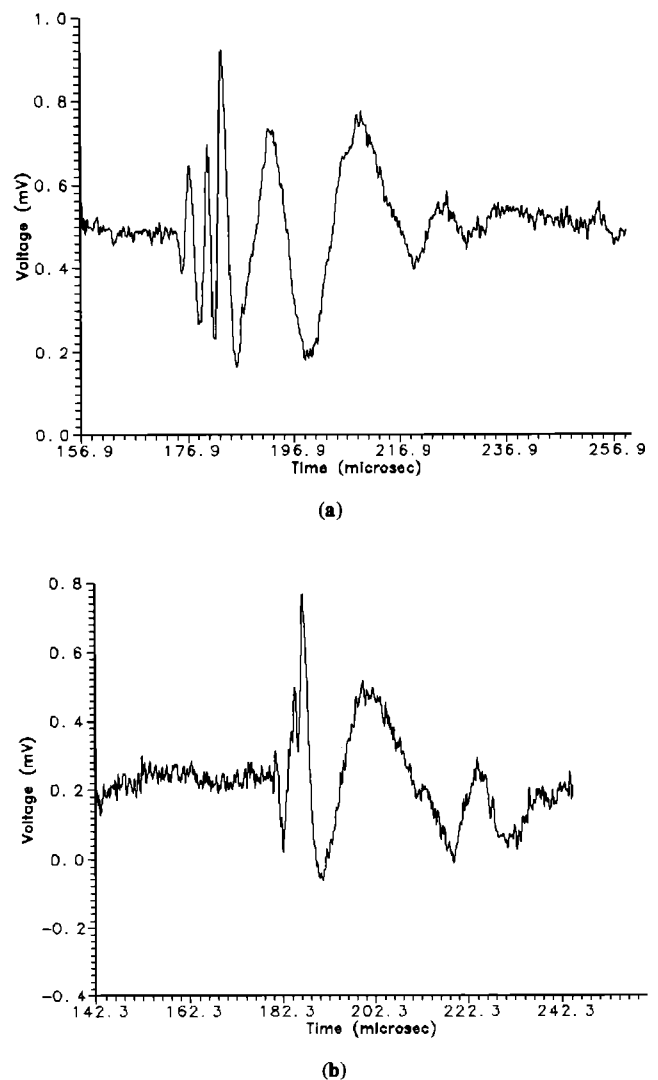 1. 0
0. 8
0. 6
0. 4
0. 2
0. 0
Voltage (mV)
156. 9 176. 9 196. 9 216. 9 236. 9 256. 9
Time (microsec)
(a)
0. 8
0. 6
0. 4
0. 2
0. 0
-0. 2
-0. 4
Voltage (mV)
142. 3 162. 3 182. 3 202. 3 222. 3 242. 3
Time (microsec)
(b)